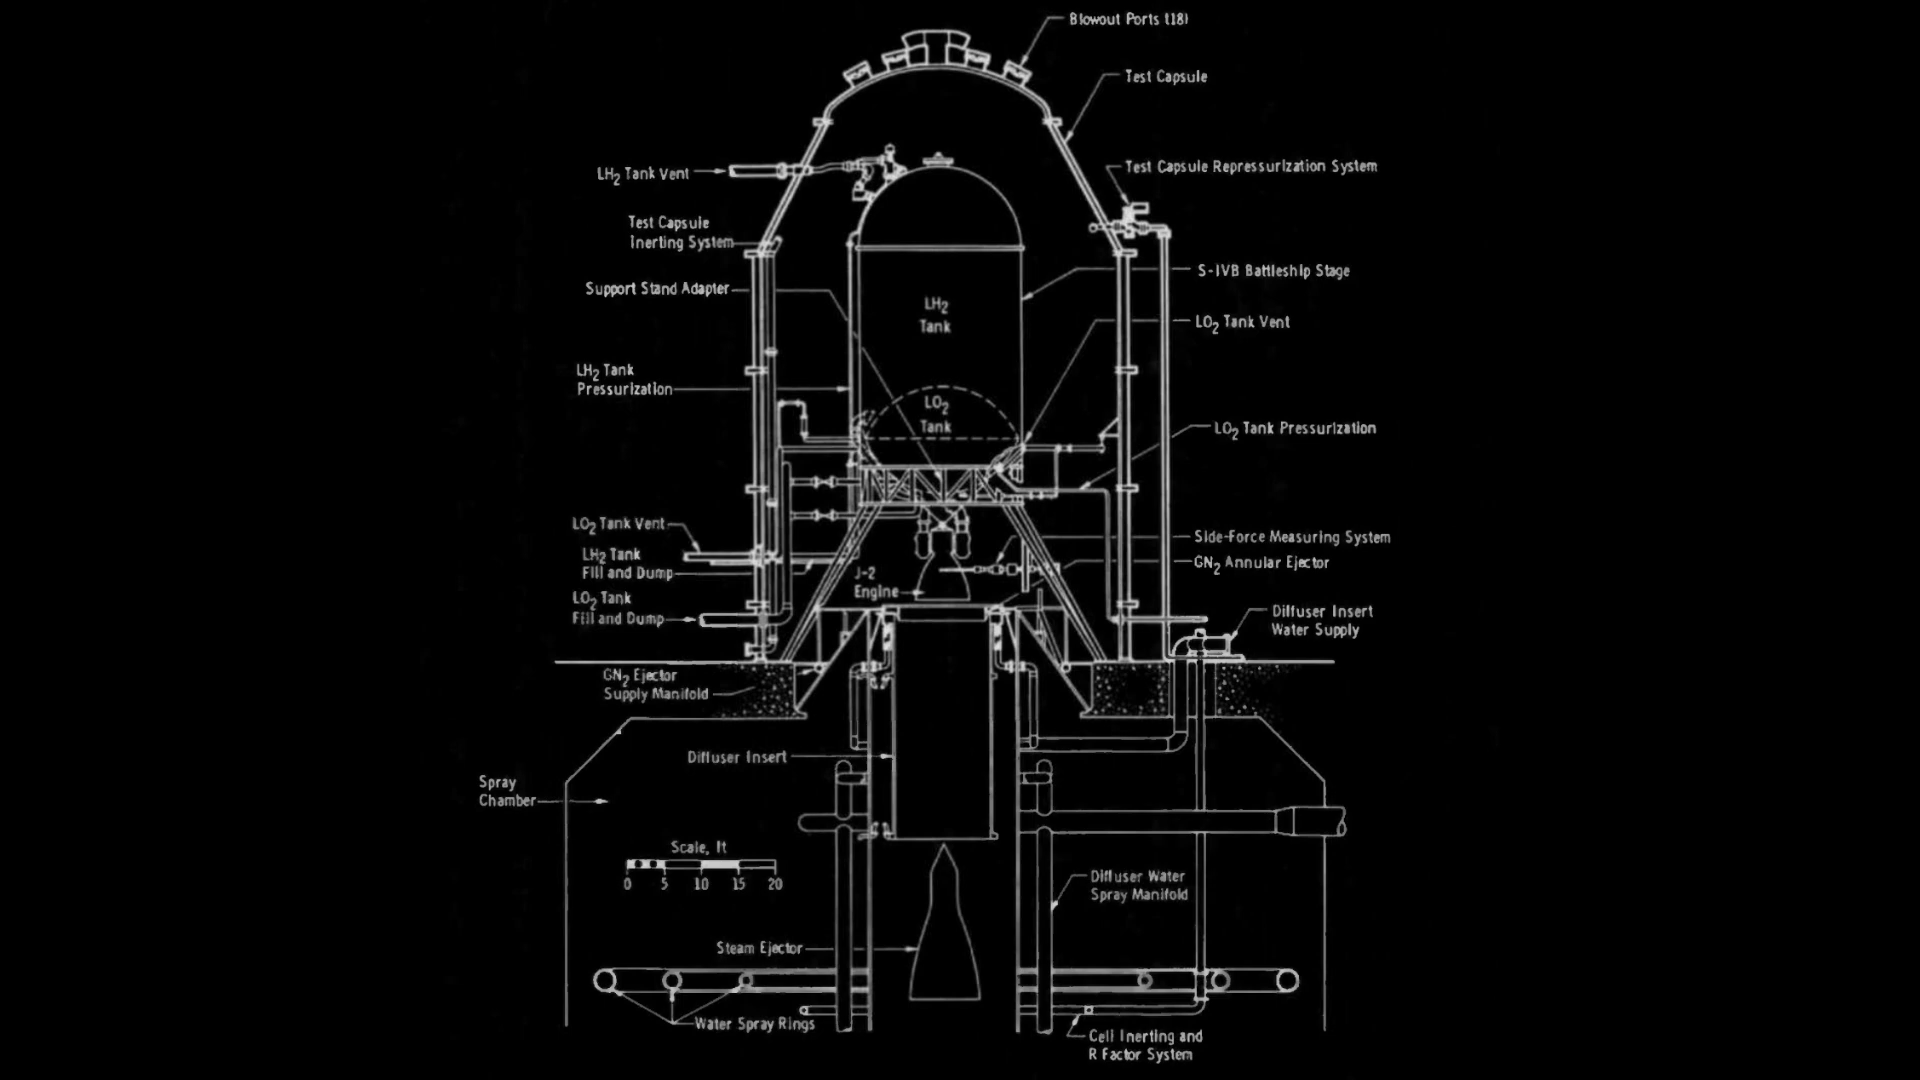 Blowout Ports (18)
Test Capsule
Test Capsule Repressurization System
LH2 Tank Vent
Test Capsule
Inerting System
S-IVB Battleship Stage
Support Stand Adapter
LH2
Tank
LO2 Tank Vent
LH2 Tank
Pressurization
LO2
Tank
LO2 Tank Pressurization
LO2 Tank Vent
Side-Force Measuring System
LH2 Tank
Fill and Dump
GN2 Annular Ejector
J-2
Engine
LO2 Tank
Fill and Dump
Diffuser Insert
Water Supply
GN2 Ejector
Supply Manifold
Diffuser Insert
Spray
Chamber
Scale, ft
0 5 10 15 20
Diffuser Water
Spray Manifold
Steam Ejector
Water Spray Rings
Cell Inerting and
R Factor System